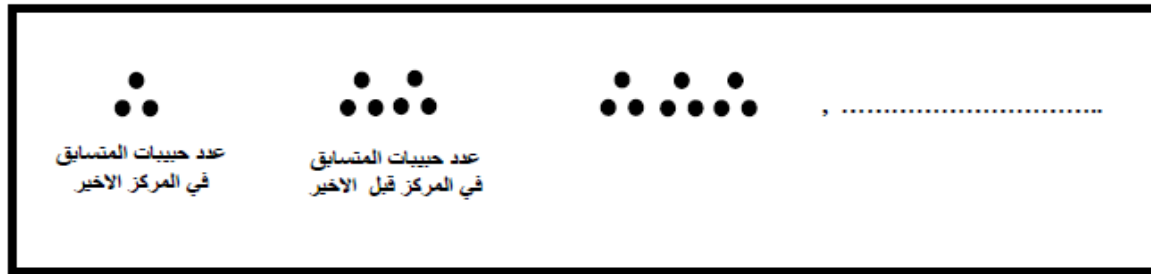 , ................................
عدد حبيبات المتسابق
في المركز الاخير
عدد حبيبات المتسابق
في المركز قبل الاخير